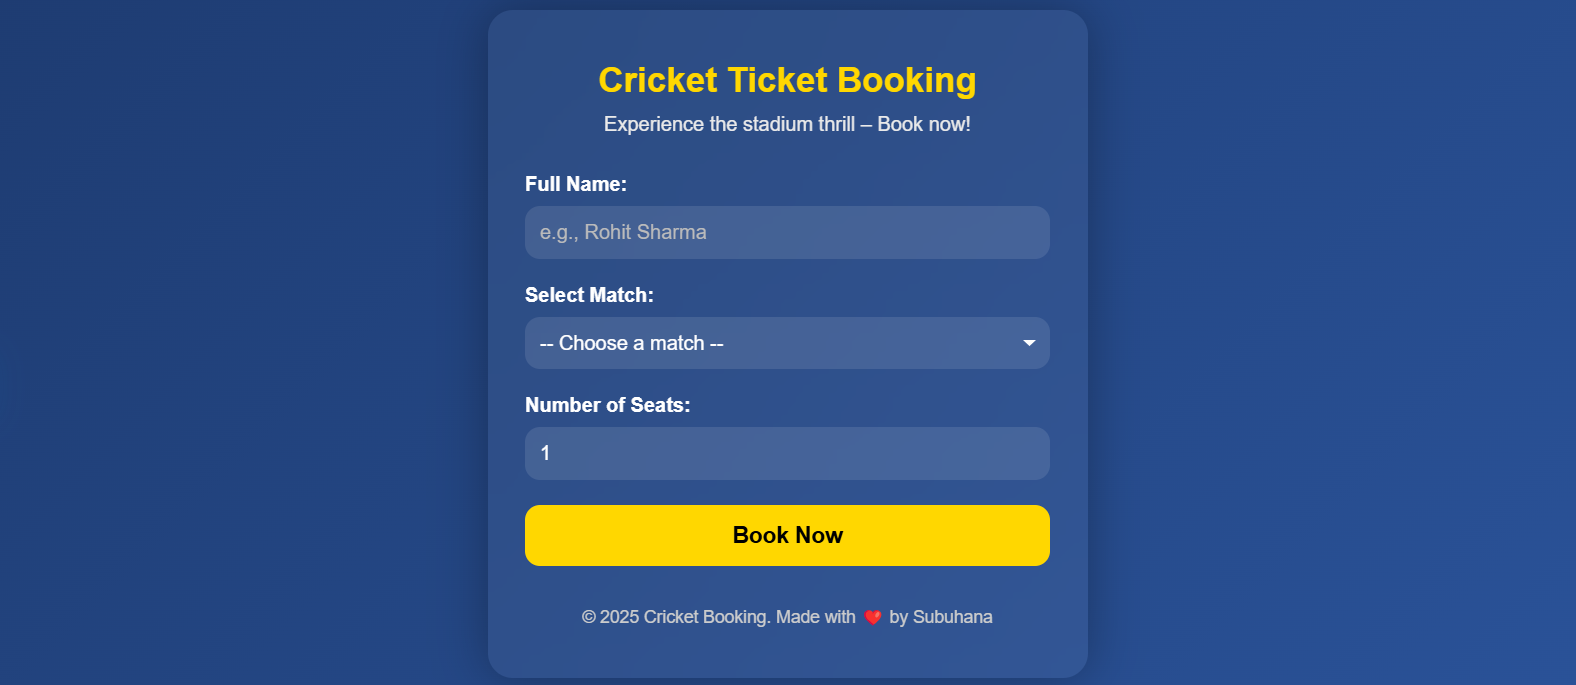 Cricket Ticket Booking
Experience the stadium thrill – Book now!
Full Name:
e.g., Rohit Sharma
Select Match:
-- Choose a match --
Number of Seats:
1
Book Now
© 2025 Cricket Booking. Made with ❤️ by Subuhana